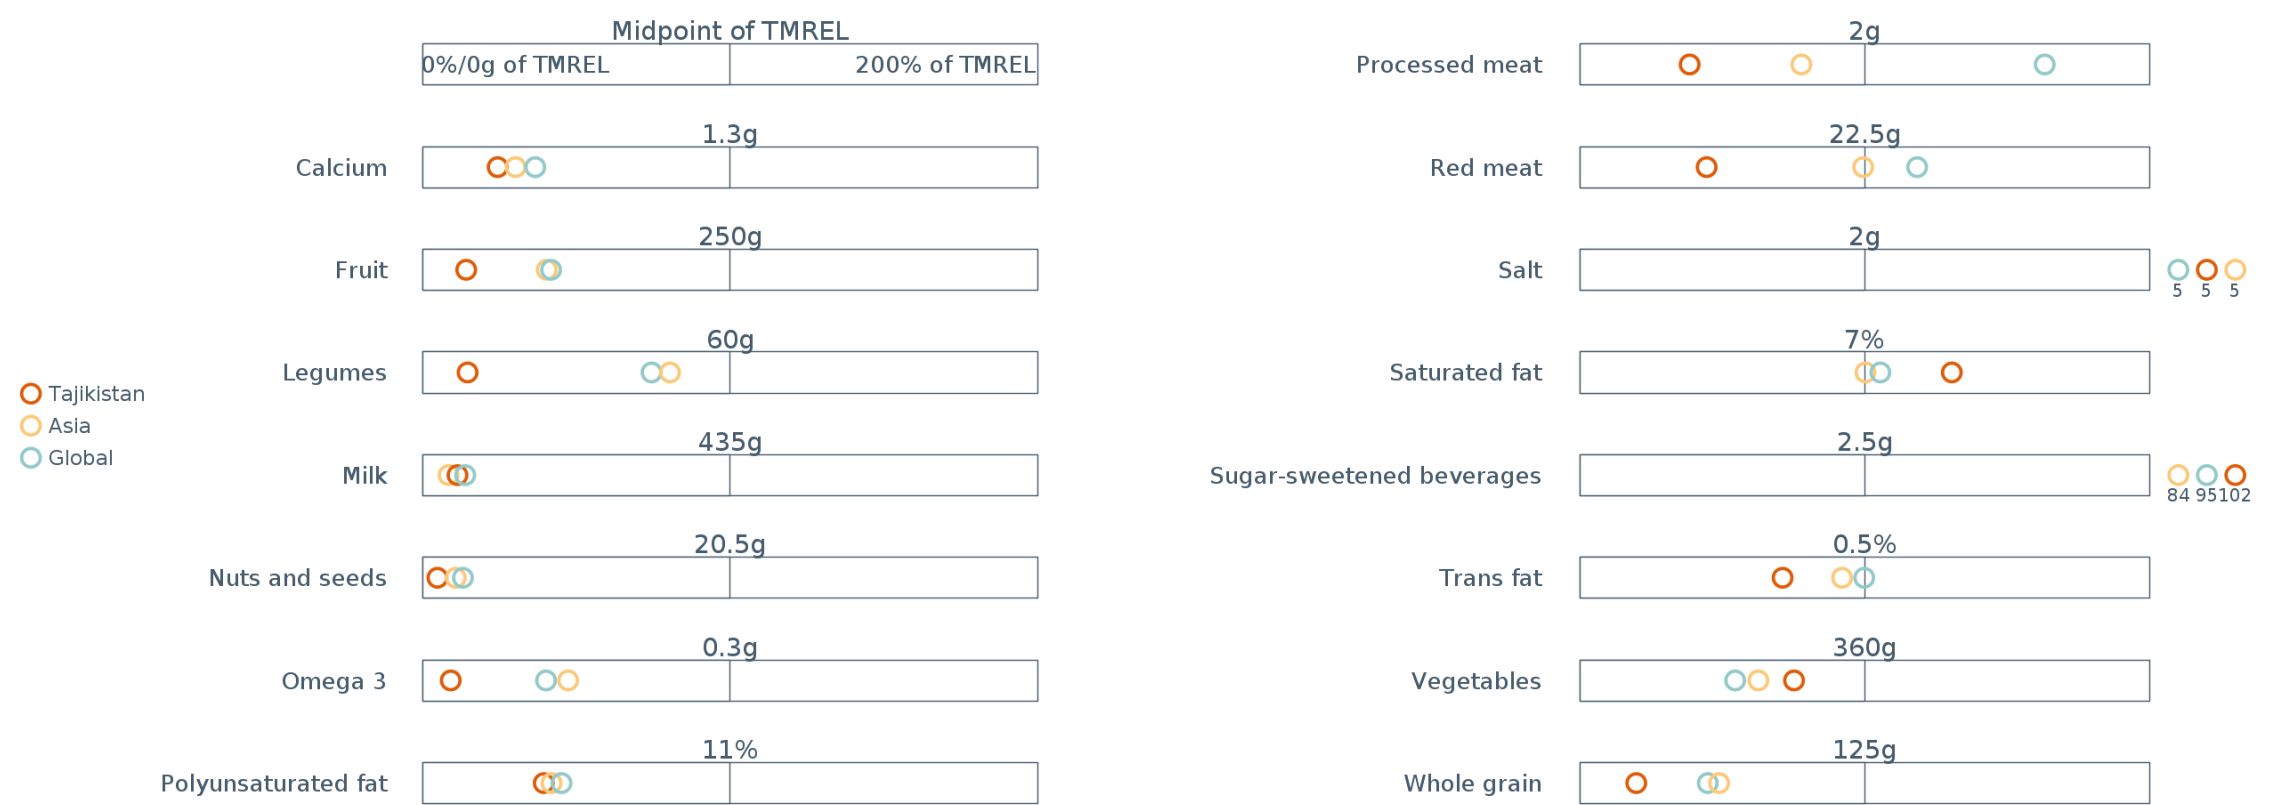 Midpoint of TMREL
0%/0g of TMREL 200% of TMREL
1.3g
Calcium
250g
Fruit
60g
Legumes
435g
Milk
20.5g
Nuts and seeds
0.3g
Omega 3
11%
Polyunsaturated fat
Tajikistan
Asia
Global
2g
Processed meat
22.5g
Red meat
2g
Salt
5 5 5
7%
Saturated fat
2.5g
Sugar-sweetened beverages
84 95 102
0.5%
Trans fat
360g
Vegetables
125g
Whole grain